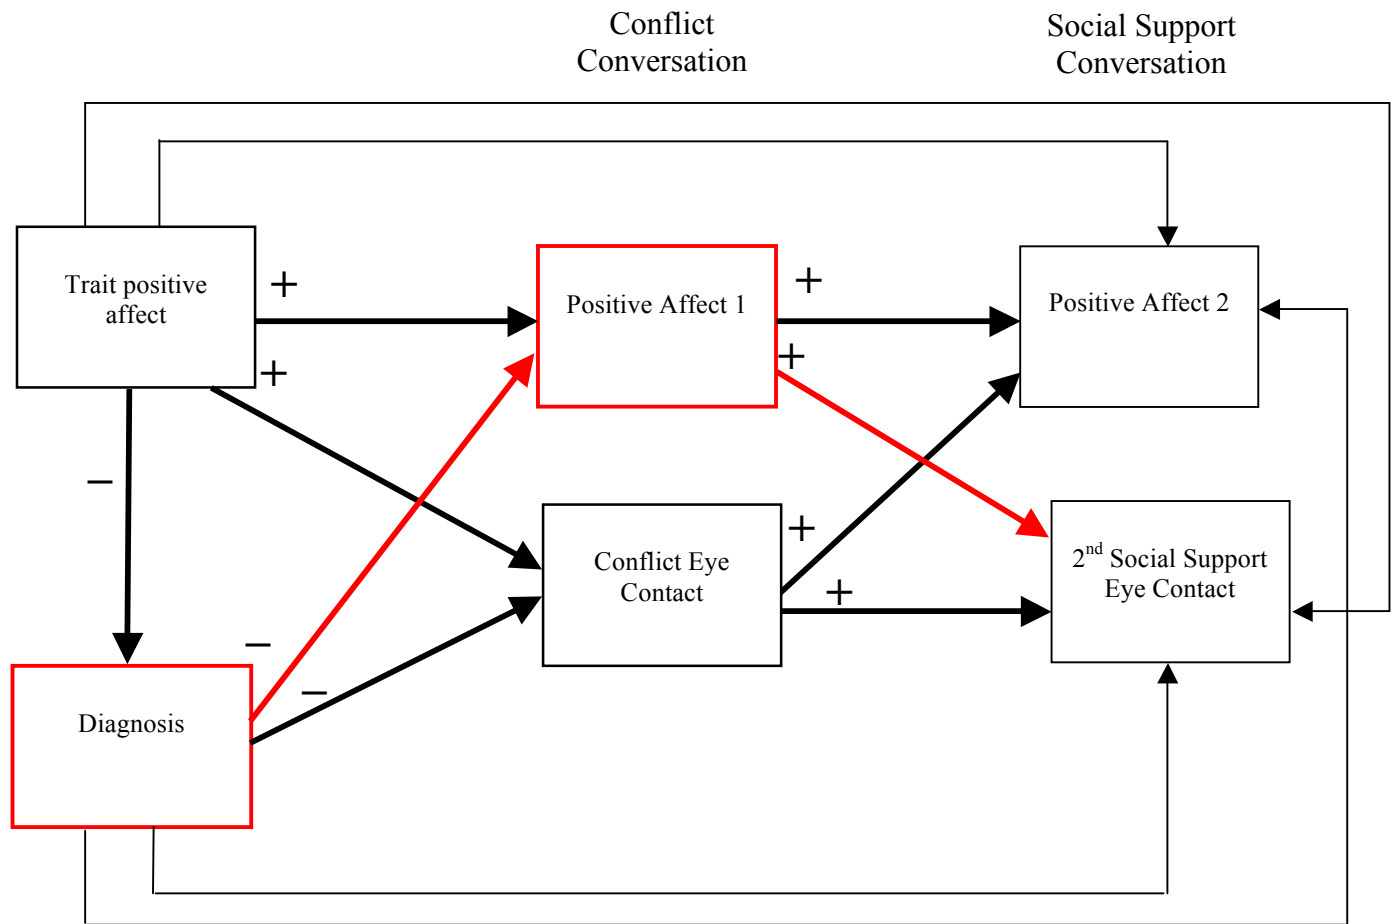 Conflict
Conversation
Social Support
Conversation
Trait positive
affect
+
+
−
Positive Affect 1
+
+
Positive Affect 2
Conflict Eye
Contact
+
+
2nd Social Support
Eye Contact
−
−
Diagnosis